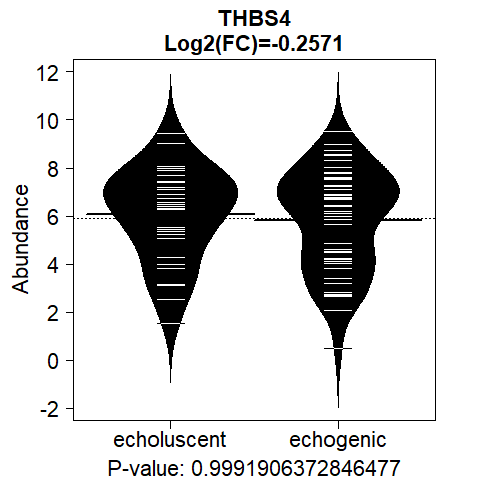 THBS4
Log2(FC)=-0.2571
12
10
8
6
4
2
0
-2
Abundance
echoluscent echogenic
P-value: 0.9991906372846477